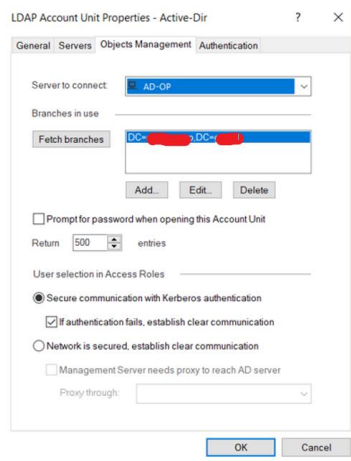 LDAP Account Unit Properties - Active-Dir ? ×
General Servers Objects Management Authentication
Server to connect: AD-OP
Branches in use
Fetch branches DC= ,DC=
Add... Edit... Delete
Prompt for password when opening this Account Unit
Return 500 entries
User selection in Access Roles
Secure communication with Kerberos authentication
If authentication fails, establish clear communication
Network is secured, establish clear communication
Management Server needs proxy to reach AD server
Proxy through:
OK Cancel